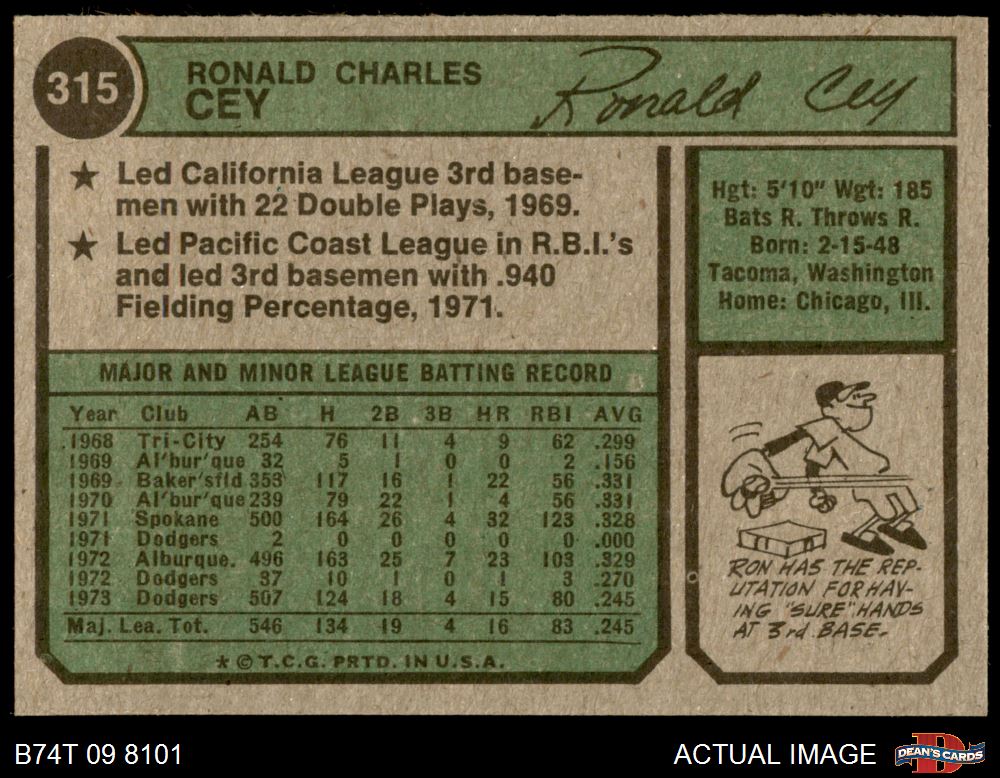 315
RONALD CHARLES
CEY
Ronald Cey
★ Led California League 3rd base-
men with 22 Double Plays, 1969.
★ Led Pacific Coast League in R.B.I.'s
and led 3rd basemen with .940
Fielding Percentage, 1971.
Hgt: 5'10" Wgt: 185
Bats R. Throws R.
Born: 2-15-48
Tacoma, Washington
Home: Chicago, Ill.
MAJOR AND MINOR LEAGUE BATTING RECORD
Year Club AB H 2B 3B HR RBI AVG
1968 Tri-City 254 76 11 4 9 62 .299
1969 Al'bur'que 32 5 1 0 0 2 .156
1969 Baker'sfld 353 117 16 1 22 56 .331
1970 Al'bur'que 239 79 22 1 4 56 .331
1971 Spokane 500 164 26 4 32 123 .328
1971 Dodgers 2 0 0 0 0 0 .000
1972 Alburque. 496 163 25 7 23 103 .329
1972 Dodgers 37 10 1 0 1 3 .270
1973 Dodgers 507 124 18 4 15 80 .245
Maj. Lea. Tot. 546 134 19 4 16 83 .245
★ © T.C.G. PRTD. IN U.S.A.
RON HAS THE REP-
UTATION FOR HAV-
ING "SURE" HANDS
AT 3rd BASE.
B74T 09 8101
ACTUAL IMAGE
DEAN'S CARDS